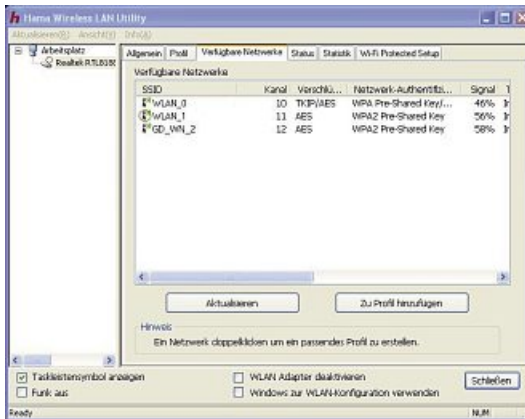 Hama Wireless LAN Utility
Aktualisieren(R) Ansicht(V) Info(A)
Arbeitsplatz
Realtek RTL818
Allgemein Profil Verfügbare Netzwerke Status Statistik Wi-Fi Protected Setup
Verfügbare Netzwerke
SSID Kanal Verschlü... Netzwerk-Authentifizi... Signal
WLAN_0 10 TKIP/AES WPA Pre-Shared Key/... 46%
WLAN_1 11 AES WPA2 Pre-Shared Key 56%
GD_WN_2 12 AES WPA2 Pre-Shared Key 58%
Aktualisieren Zu Profil hinzufügen
Hinweis
Ein Netzwerk doppelklicken um ein passendes Profil zu erstellen.
Taskleistensymbol anzeigen WLAN Adapter deaktivieren
Funk aus Windows zur WLAN-Konfiguration verwenden Schließen
Ready NUM